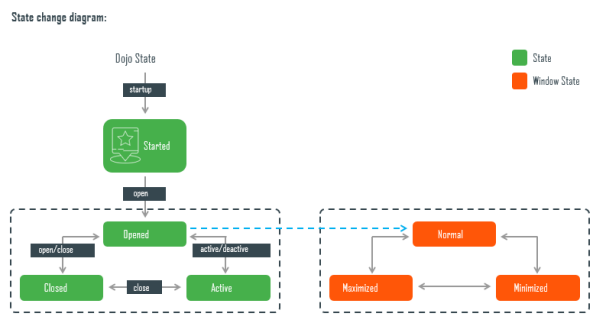 State change diagram:
Dojo State
State
Window State
startup
Started
open
Opened
Normal
open/close
active/deactive
Closed
close
Active
Maximized
Minimized